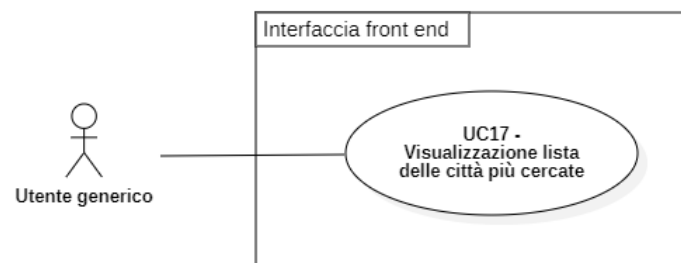 Interfaccia front end
UC17 -
Visualizzazione lista
delle città più cercate
Utente generico